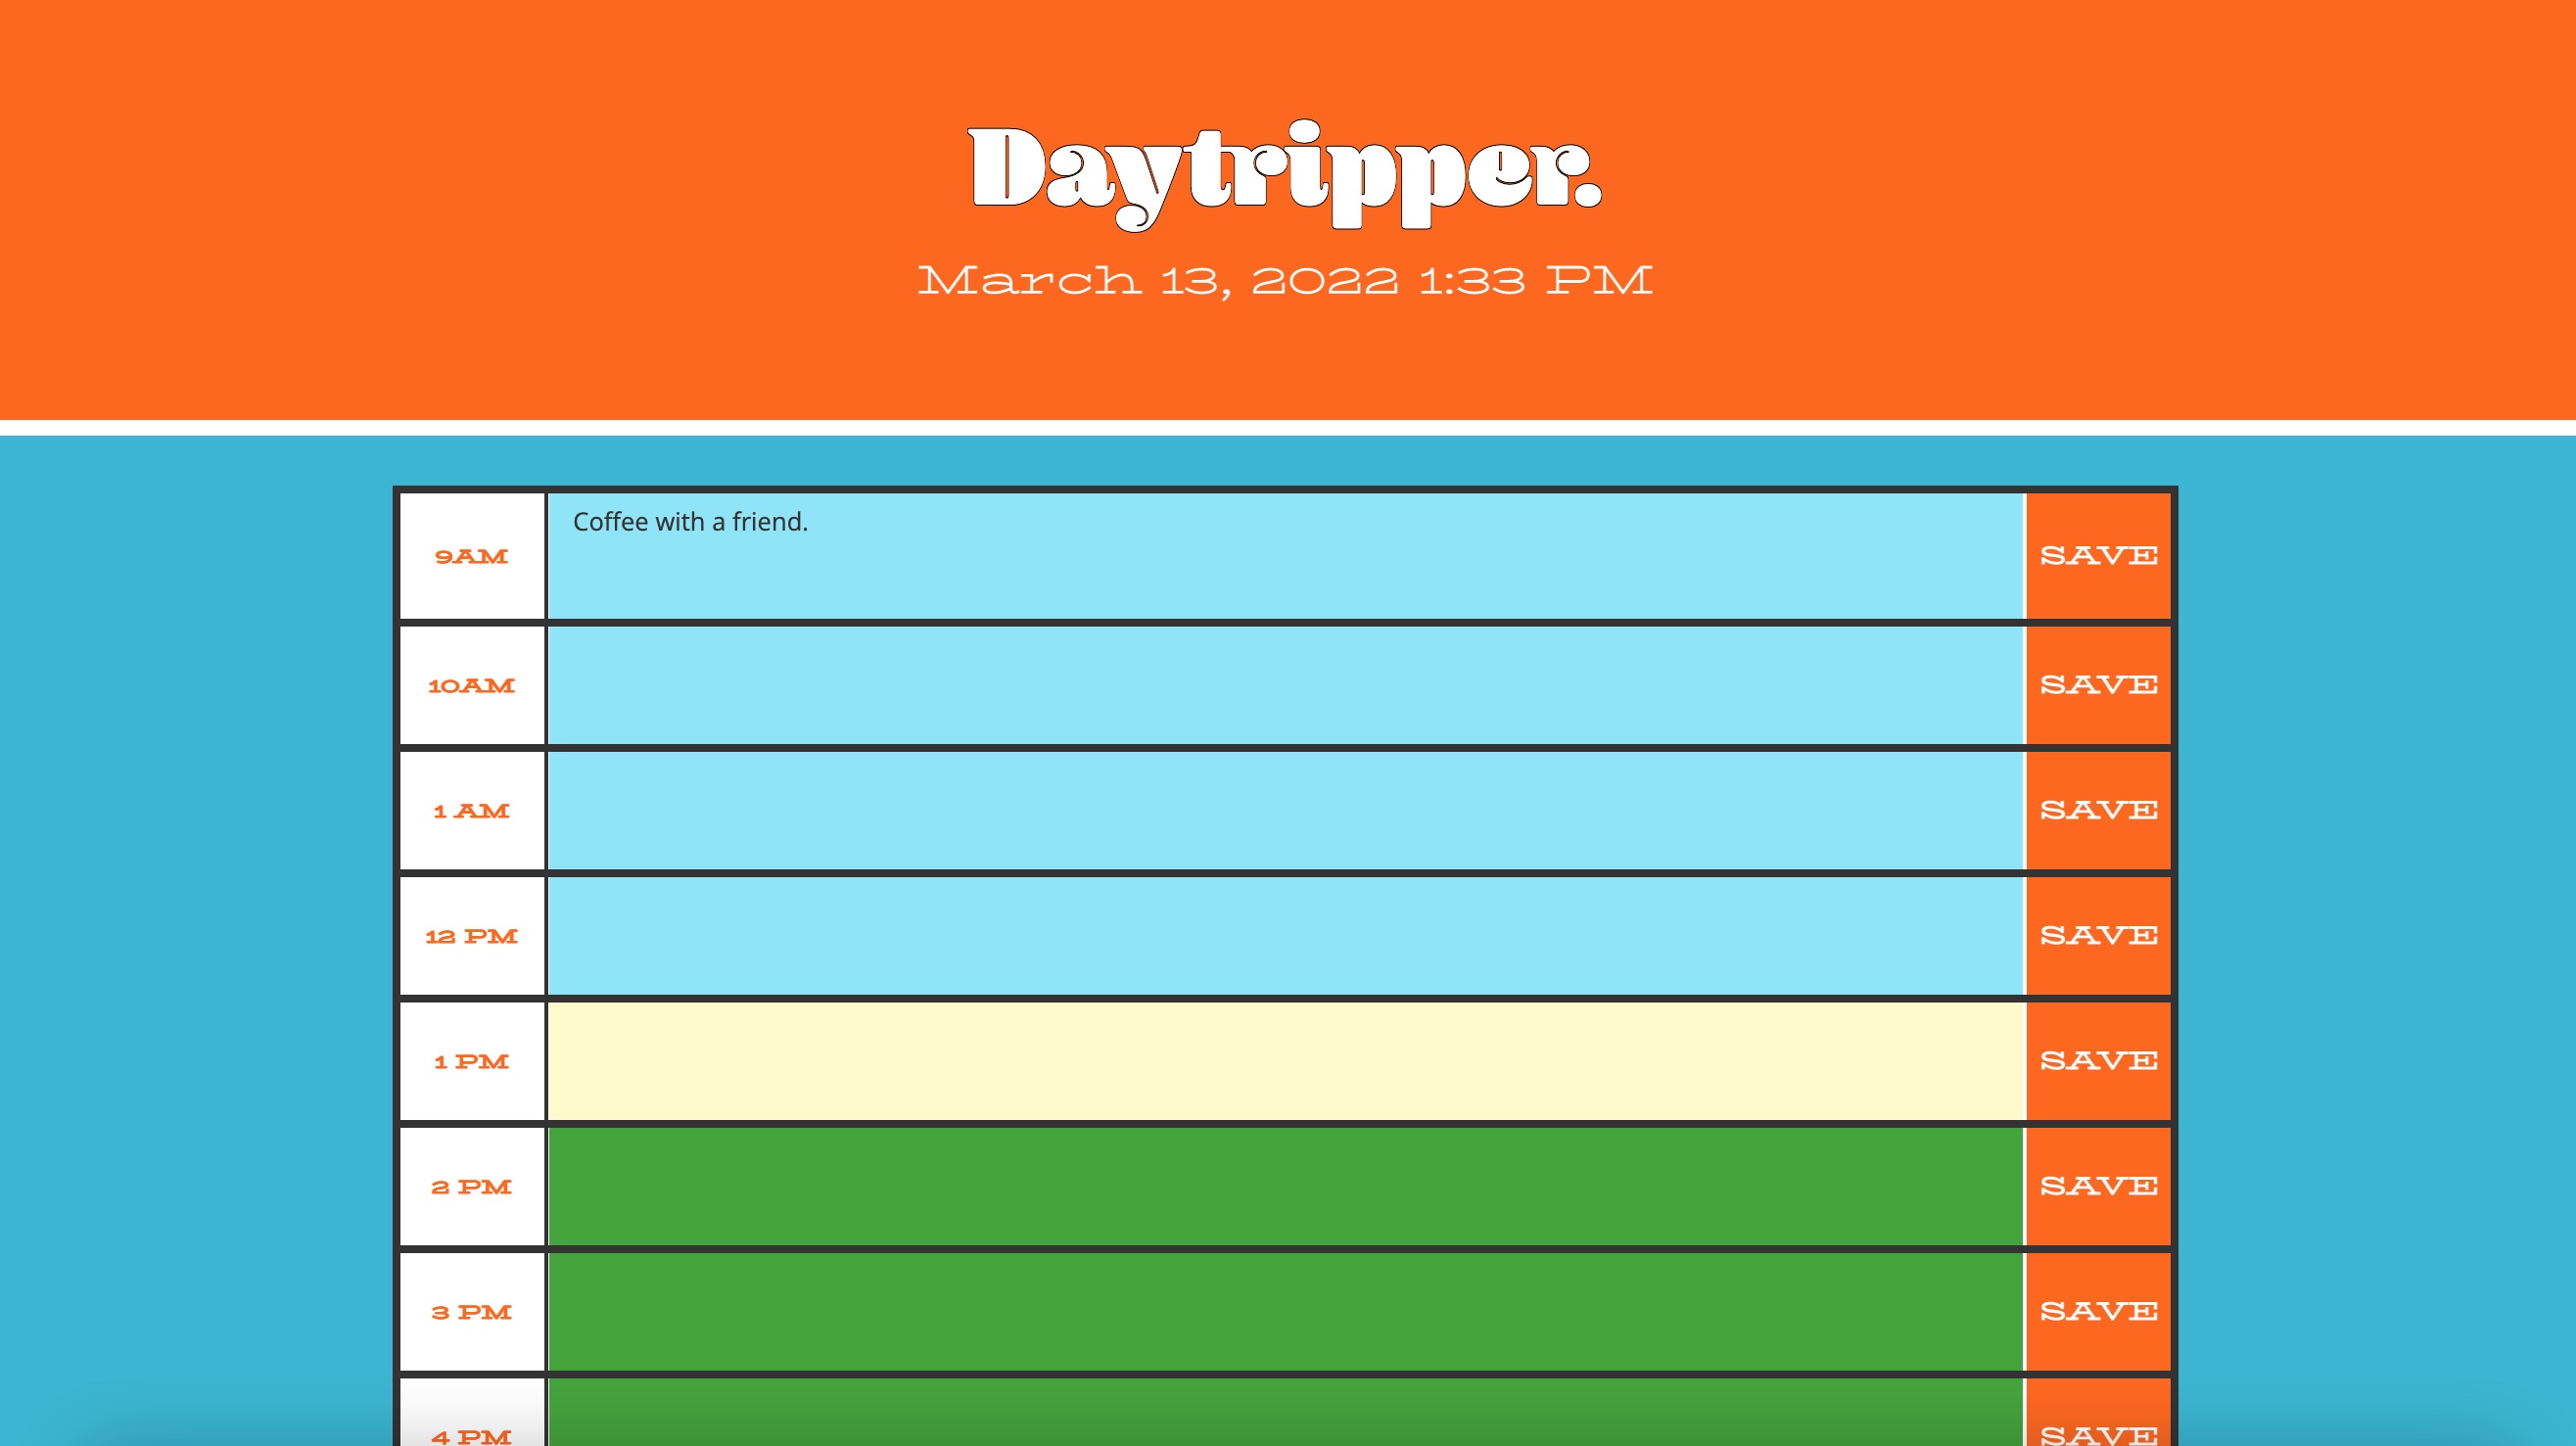 Daytripper.
March 13, 2022 1:33 PM
9AM
Coffee with a friend.
SAVE
10AM
SAVE
1 AM
SAVE
12 PM
SAVE
1 PM
SAVE
2 PM
SAVE
3 PM
SAVE
4 PM
SAVE